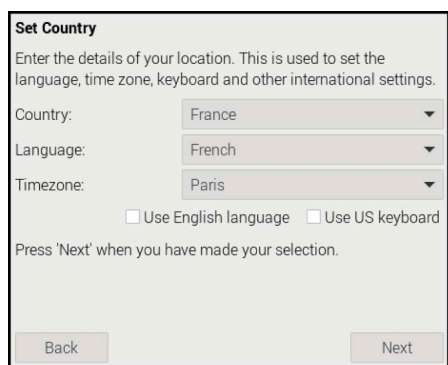 Set Country
Enter the details of your location. This is used to set the
language, time zone, keyboard and other international settings.
Country: France
Language: French
Timezone: Paris
Use English language Use US keyboard
Press 'Next' when you have made your selection.
Back Next